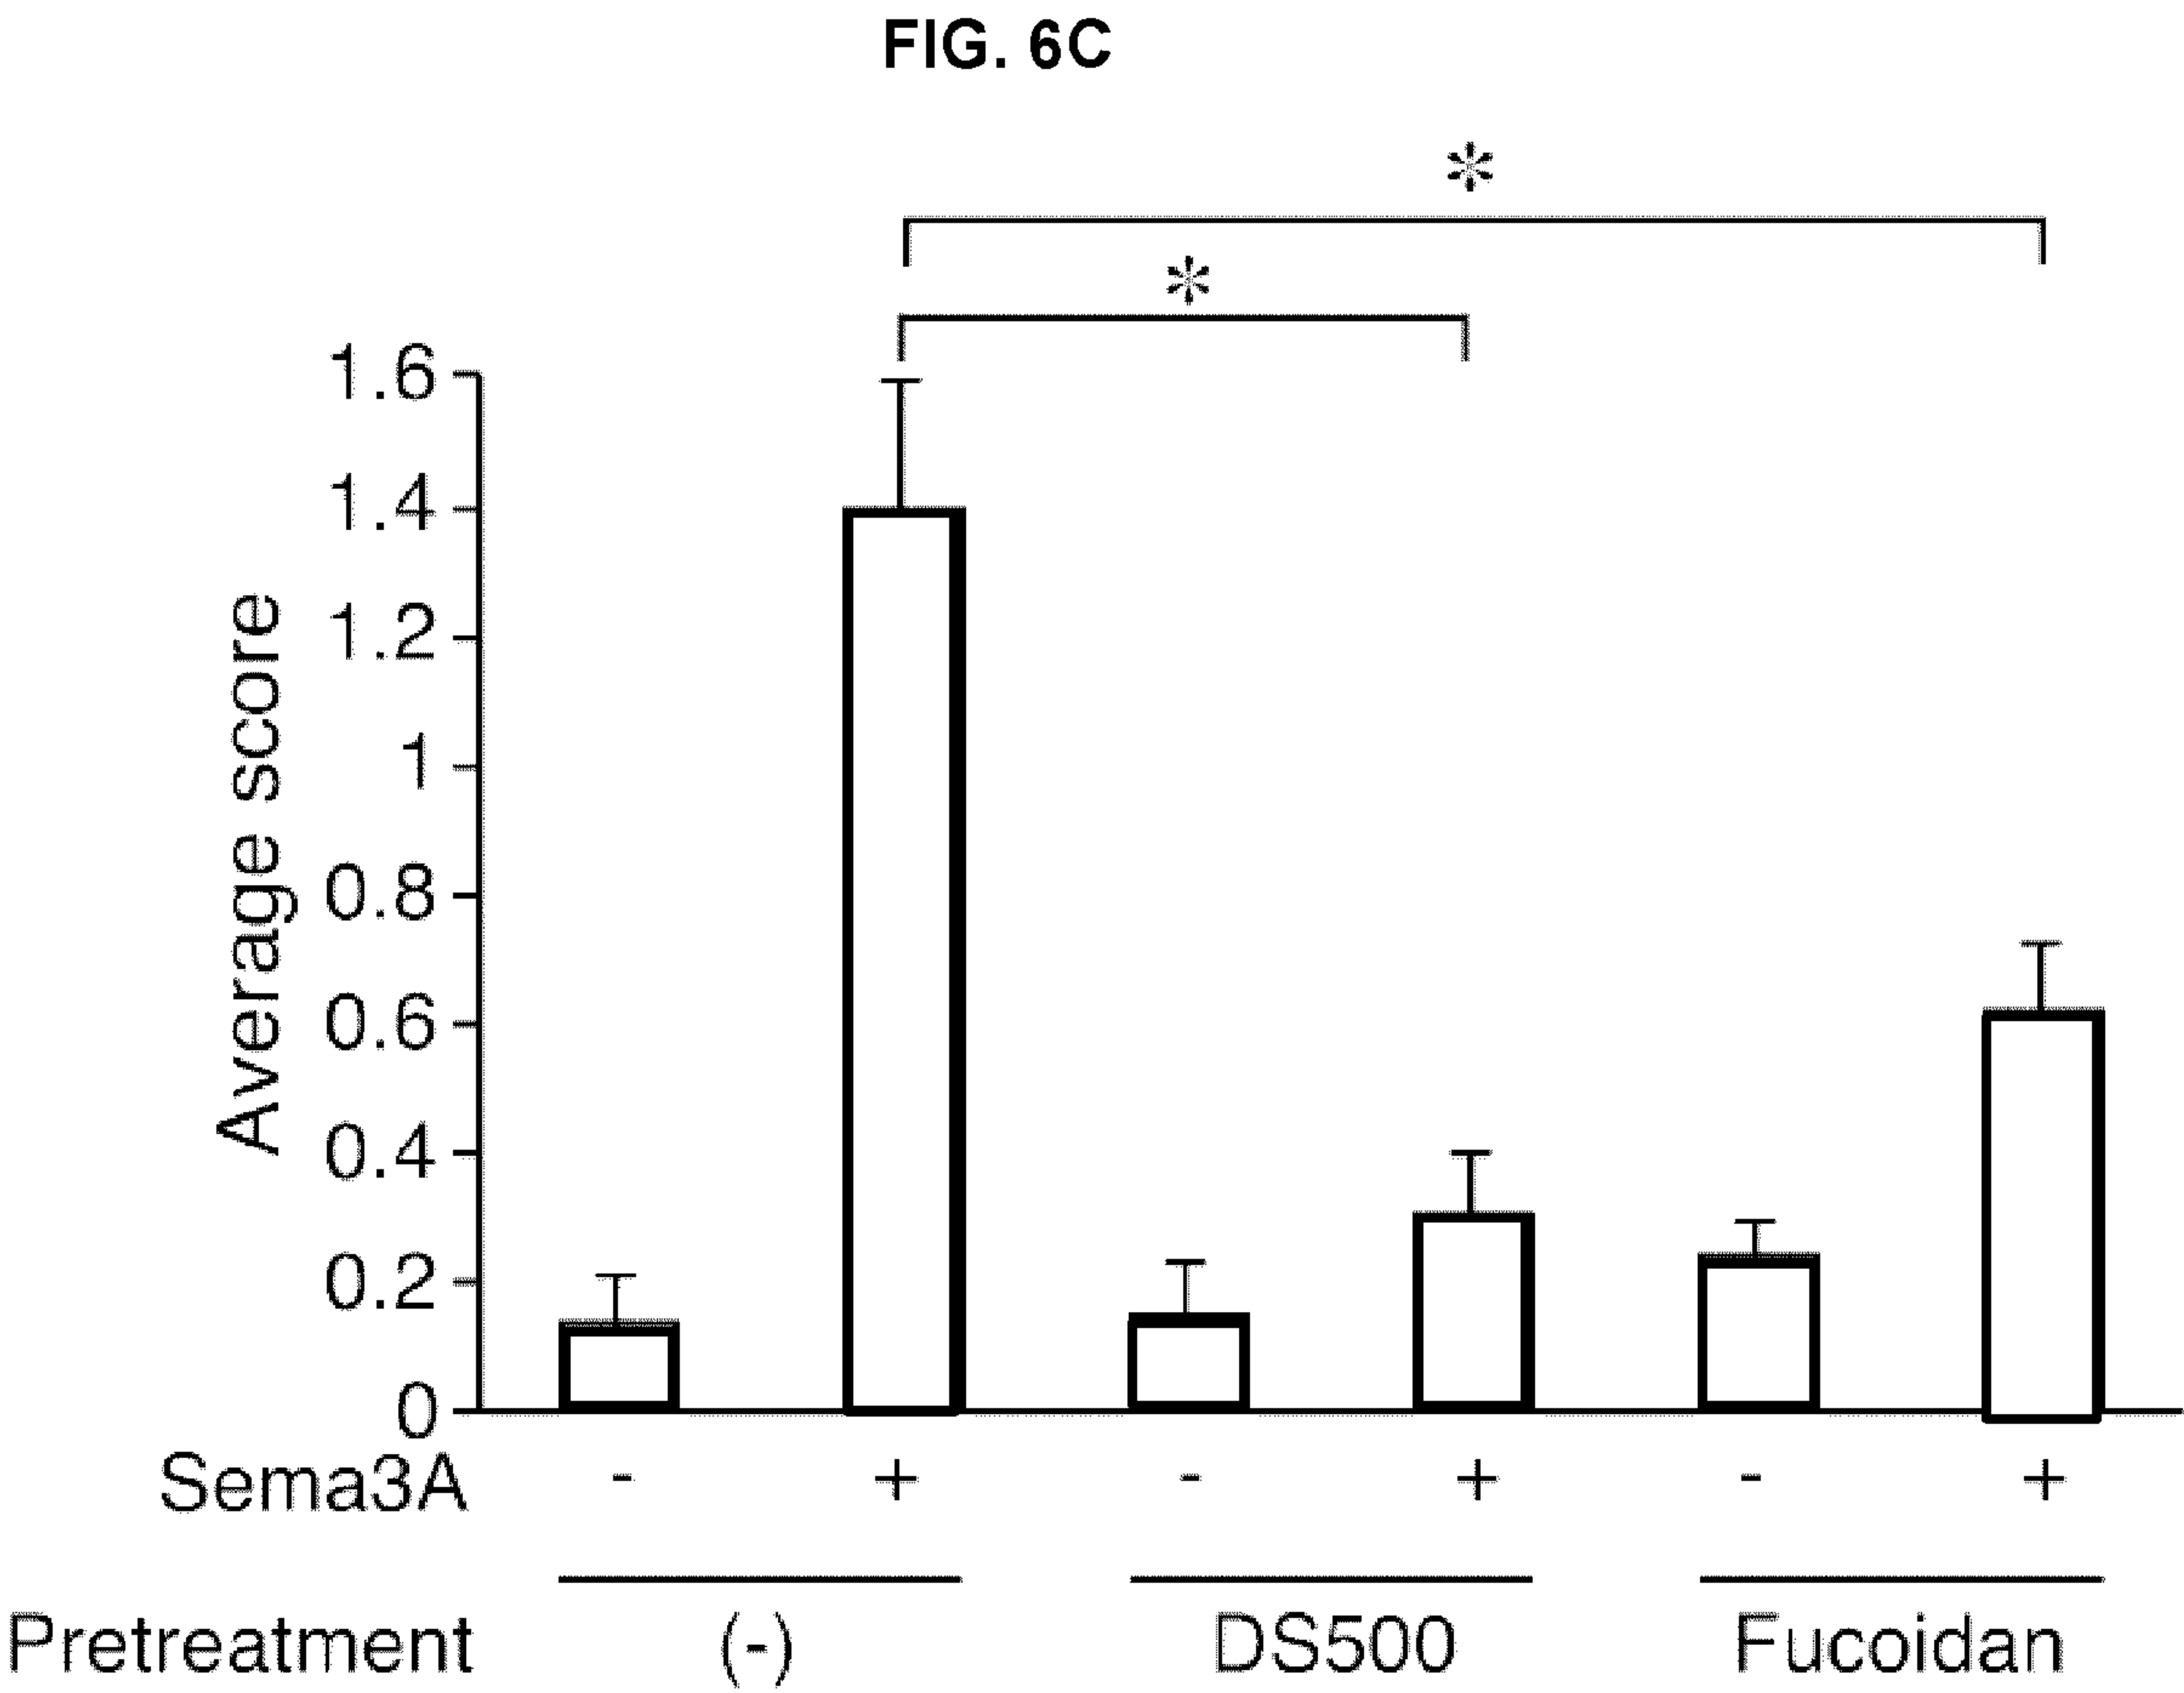 FIG. 6C
*
*
1.6
1.4
1.2
1
0.8
0.6
0.4
0.2
0
Average score
Sema3A - + - + - +
Pretreatment (-) DS500 Fucoidan